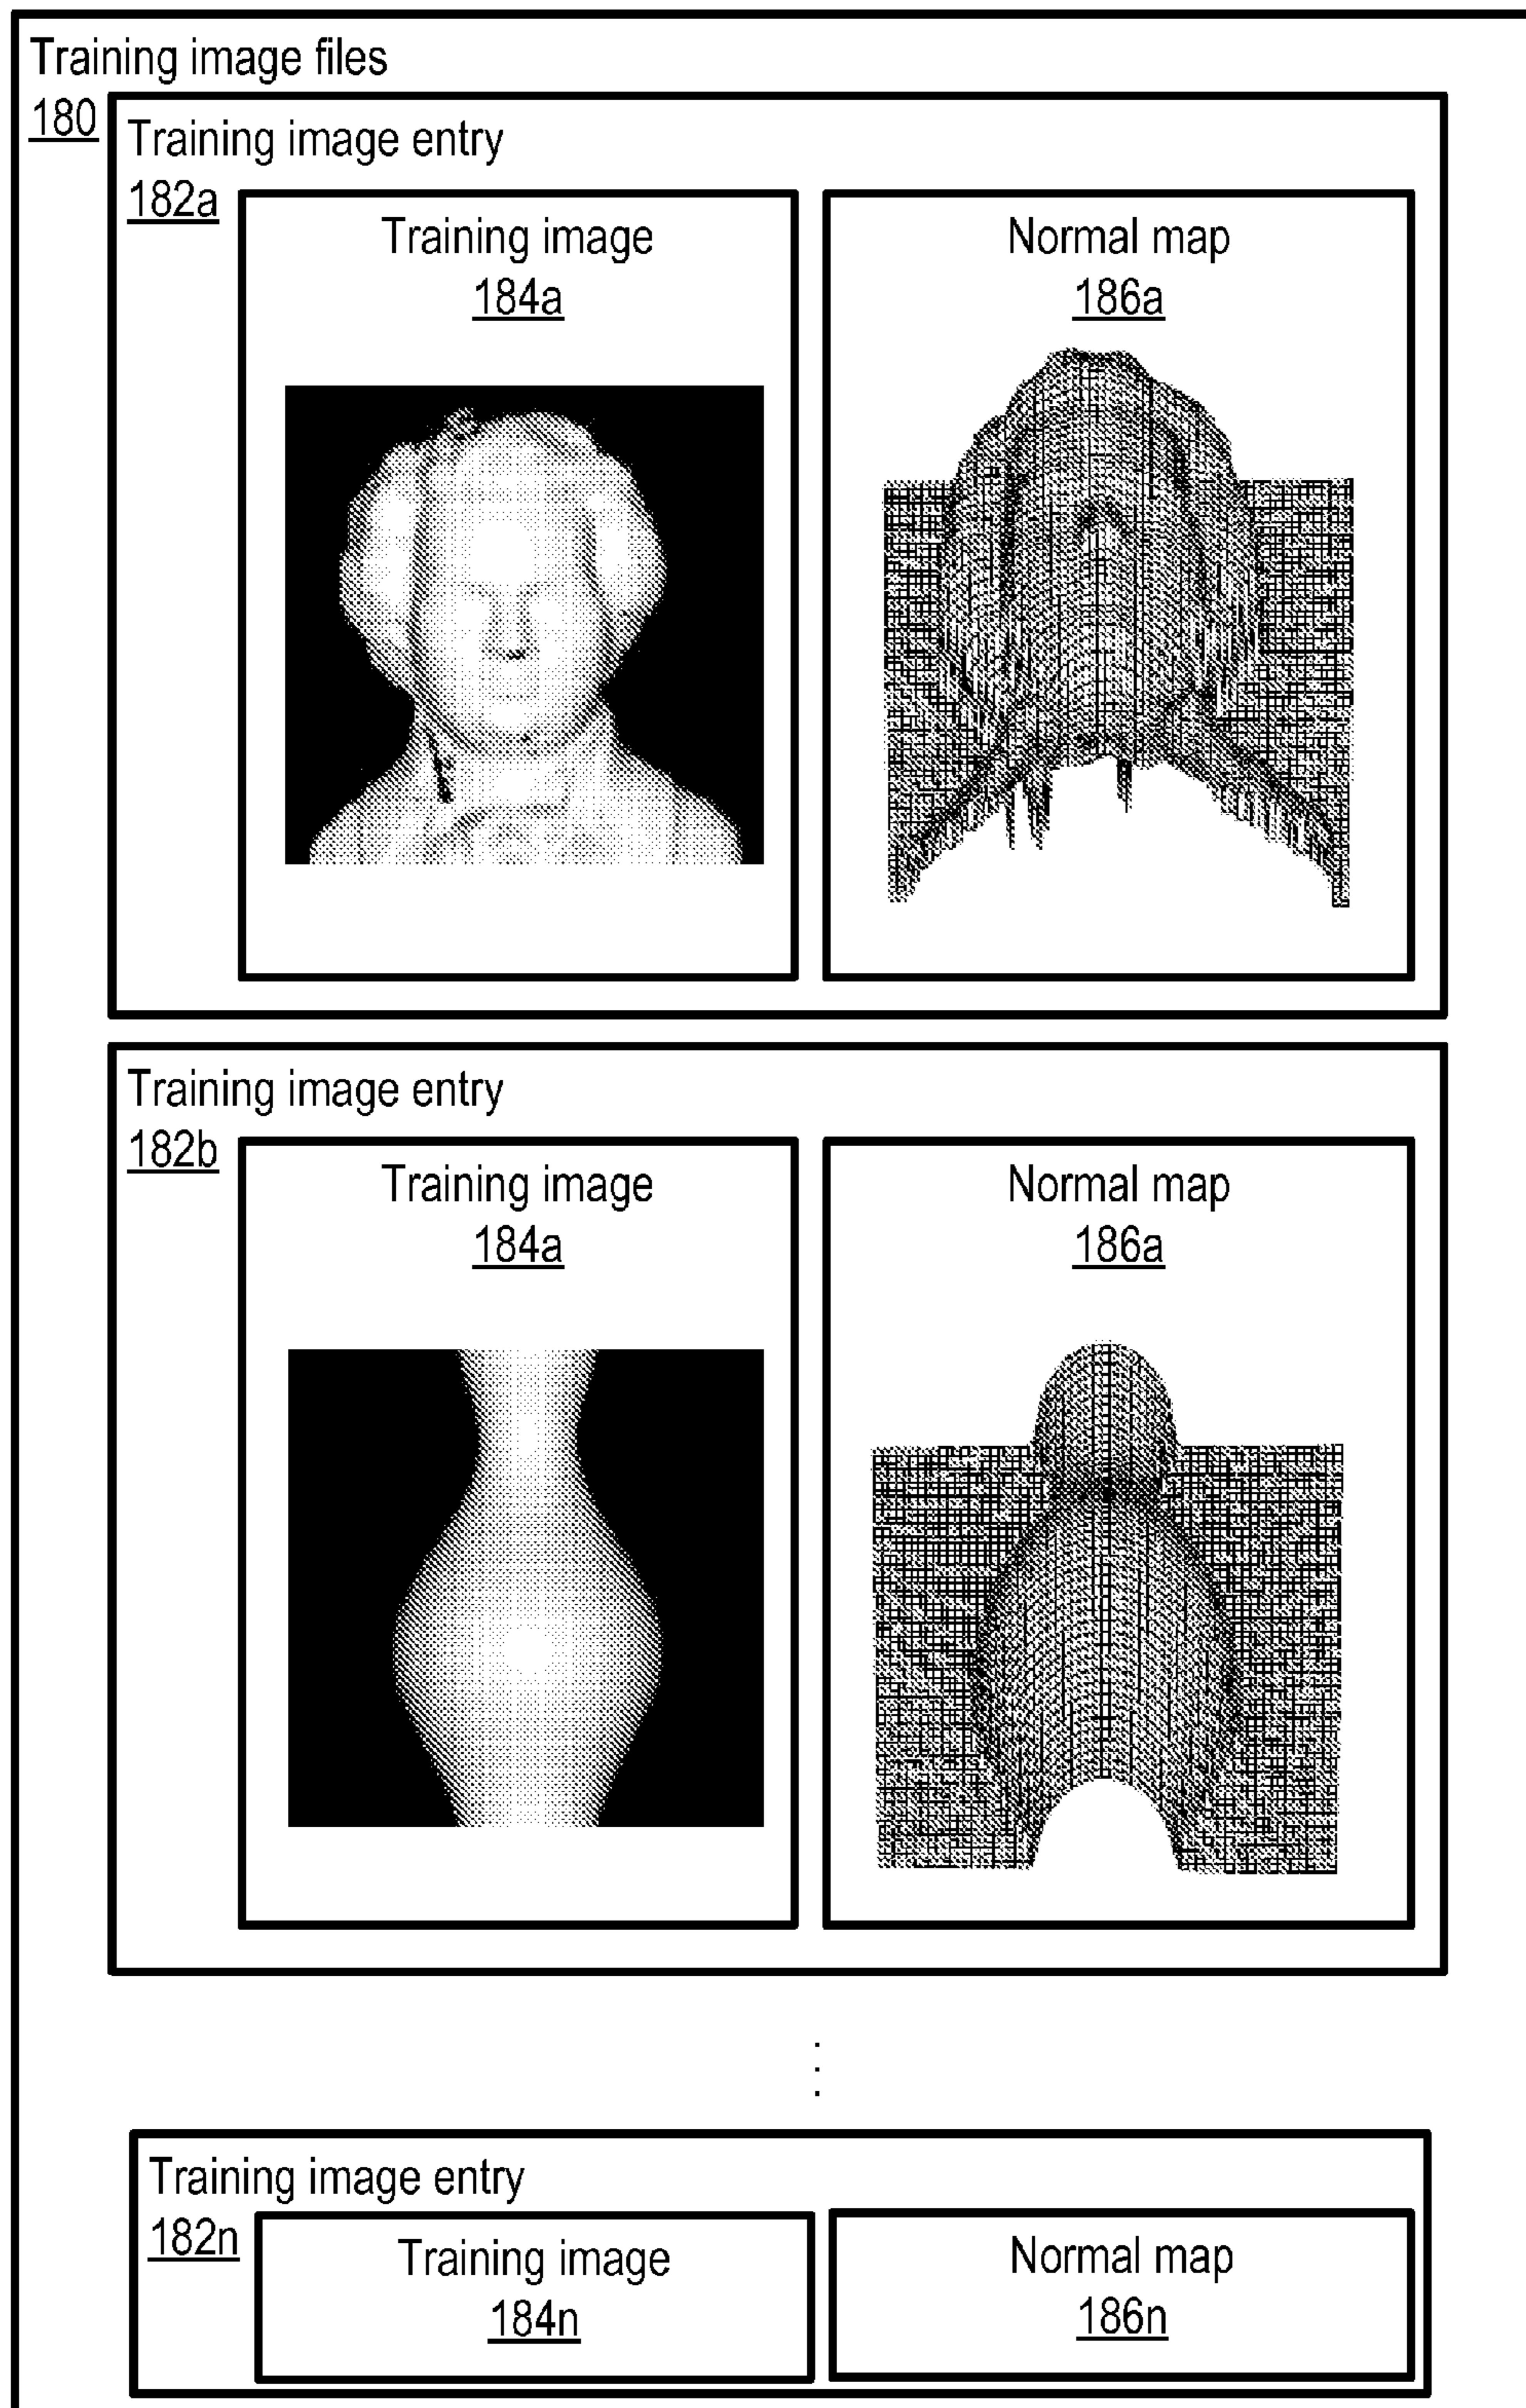 Training image files
180
Training image entry
182a
Training image
184a
Normal map
186a
Training image entry
182b
Training image
184a
Normal map
186a
Training image entry
182n
Training image
184n
Normal map
186n